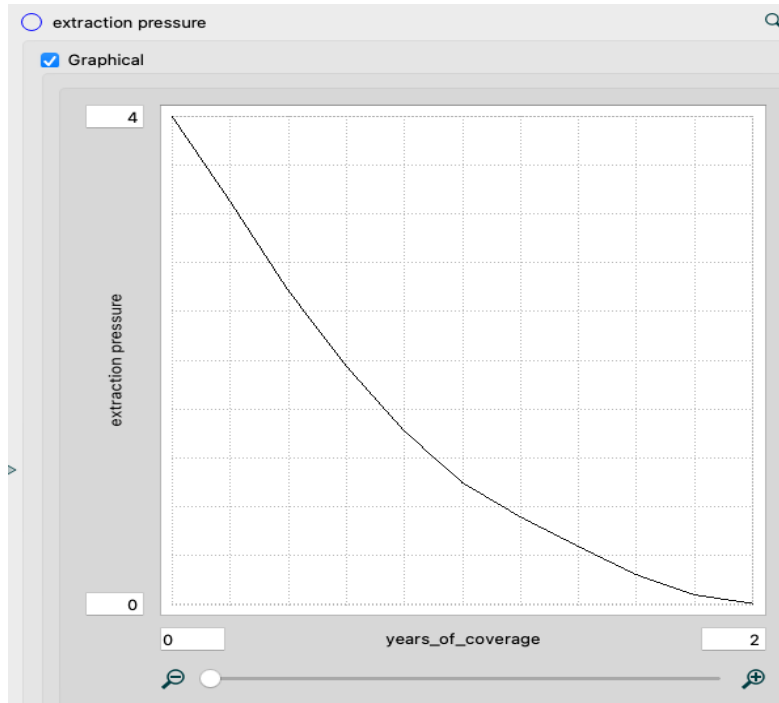 extraction pressure
Graphical
4
extraction pressure
0
0 years_of_coverage 2